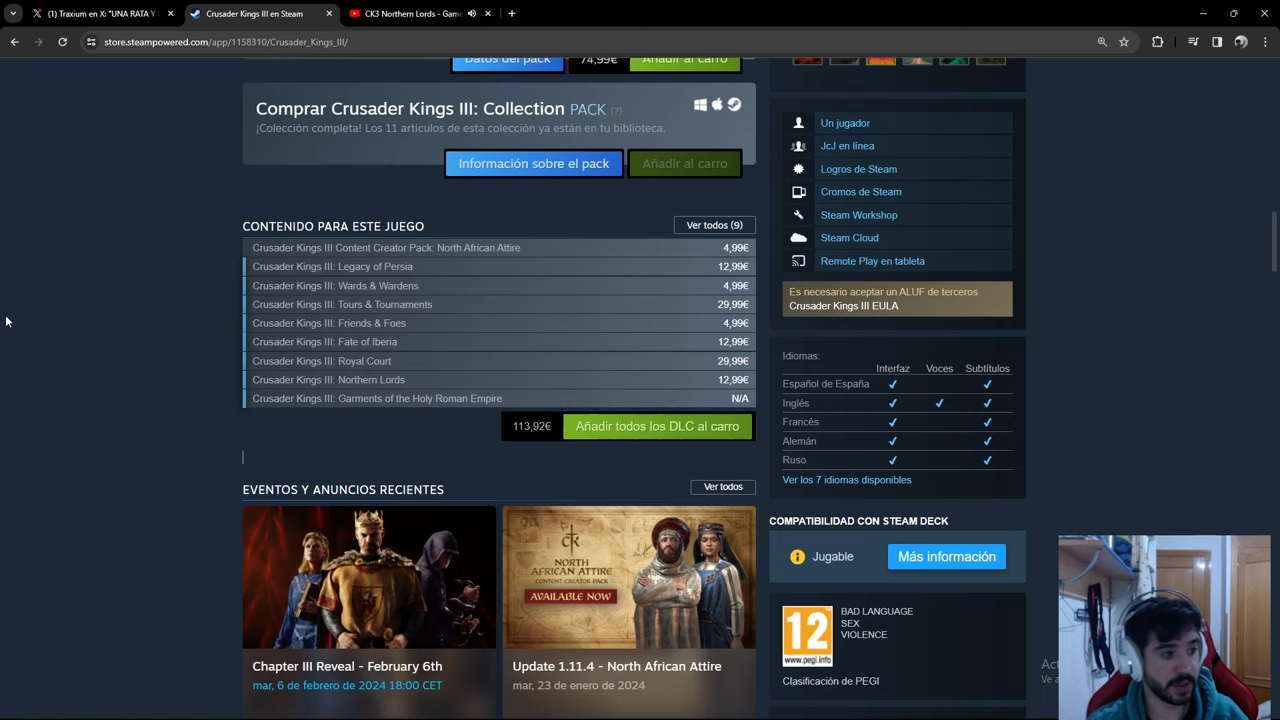 (1) Traxium en X: "UNA RATA Y
Crusader Kings III en Steam
CK3 Northern Lords - Gam
store.steampowered.com/app/1158310/Crusader_Kings_III/
Datos del pack
74,99€
Añadir al carro
Comprar Crusader Kings III: Collection PACK (?)
¡Colección completa! Los 11 artículos de esta colección ya están en tu biblioteca.
Información sobre el pack
Añadir al carro
CONTENIDO PARA ESTE JUEGO
Ver todos (9)
Crusader Kings III Content Creator Pack: North African Attire 4,99€
Crusader Kings III: Legacy of Persia 12,99€
Crusader Kings III: Wards & Wardens 4,99€
Crusader Kings III: Tours & Tournaments 29,99€
Crusader Kings III: Friends & Foes 4,99€
Crusader Kings III: Fate of Iberia 12,99€
Crusader Kings III: Royal Court 29,99€
Crusader Kings III: Northern Lords 12,99€
Crusader Kings III: Garments of the Holy Roman Empire N/A
113,92€ Añadir todos los DLC al carro
EVENTOS Y ANUNCIOS RECIENTES
Ver todos
NORTH
AFRICAN
ATTIRE
CONTENT CREATOR PACK
AVAILABLE NOW
Chapter III Reveal - February 6th
mar, 6 de febrero de 2024 18:00 CET
Update 1.11.4 - North African Attire
mar, 23 de enero de 2024
Un jugador
JcJ en línea
Logros de Steam
Cromos de Steam
Steam Workshop
Steam Cloud
Remote Play en tableta
Es necesario aceptar un ALUF de terceros
Crusader Kings III EULA
Idiomas:
Interfaz Voces Subtítulos
Español de España
Inglés
Francés
Alemán
Ruso
Ver los 7 idiomas disponibles
COMPATIBILIDAD CON STEAM DECK
Jugable
Más información
12
www.pegi.info
BAD LANGUAGE
SEX
VIOLENCE
Clasificación de PEGI
Act
Ve a